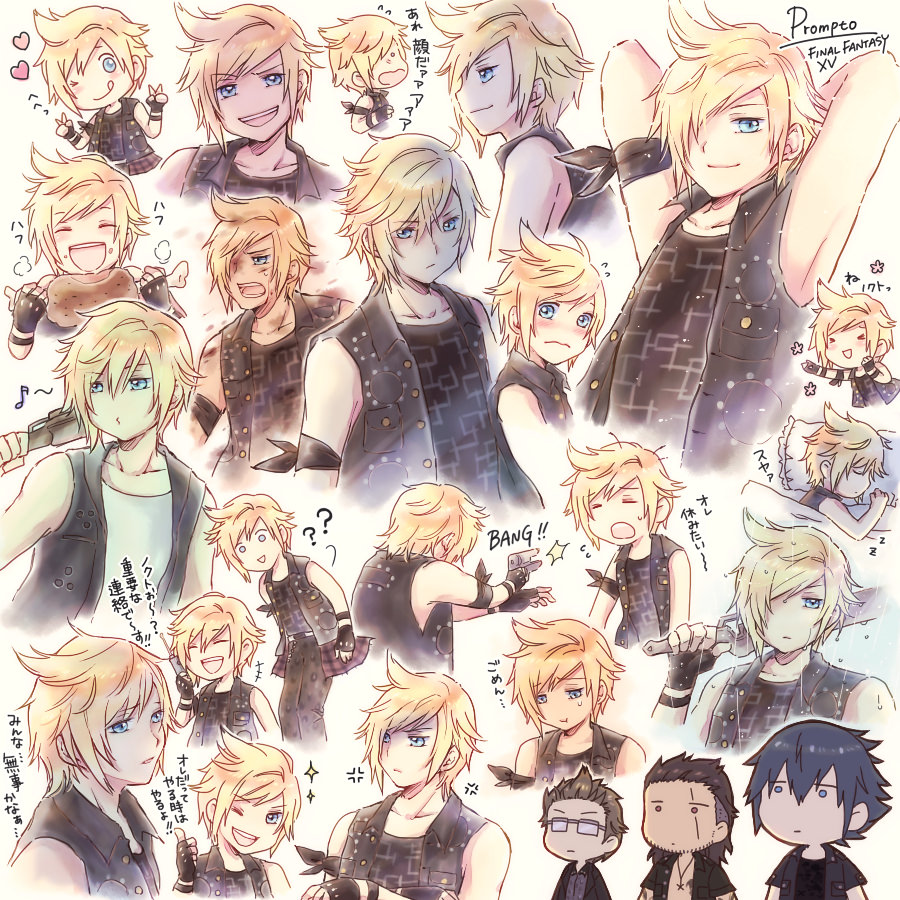 Prompto
FINAL FANTASY
XV
あれ
顔だァァァァァ
ハフ
ハフ
ね
ノクトっ
スヤァ
z
z
z
♪〜
??
BANG!!
オレ
休みたい〜
ノクトぉ〜?
重要な
連絡で〜す!!
ごめん…
みんな…
無事かなぁ…
オレだって
やる時は
やるよ!!